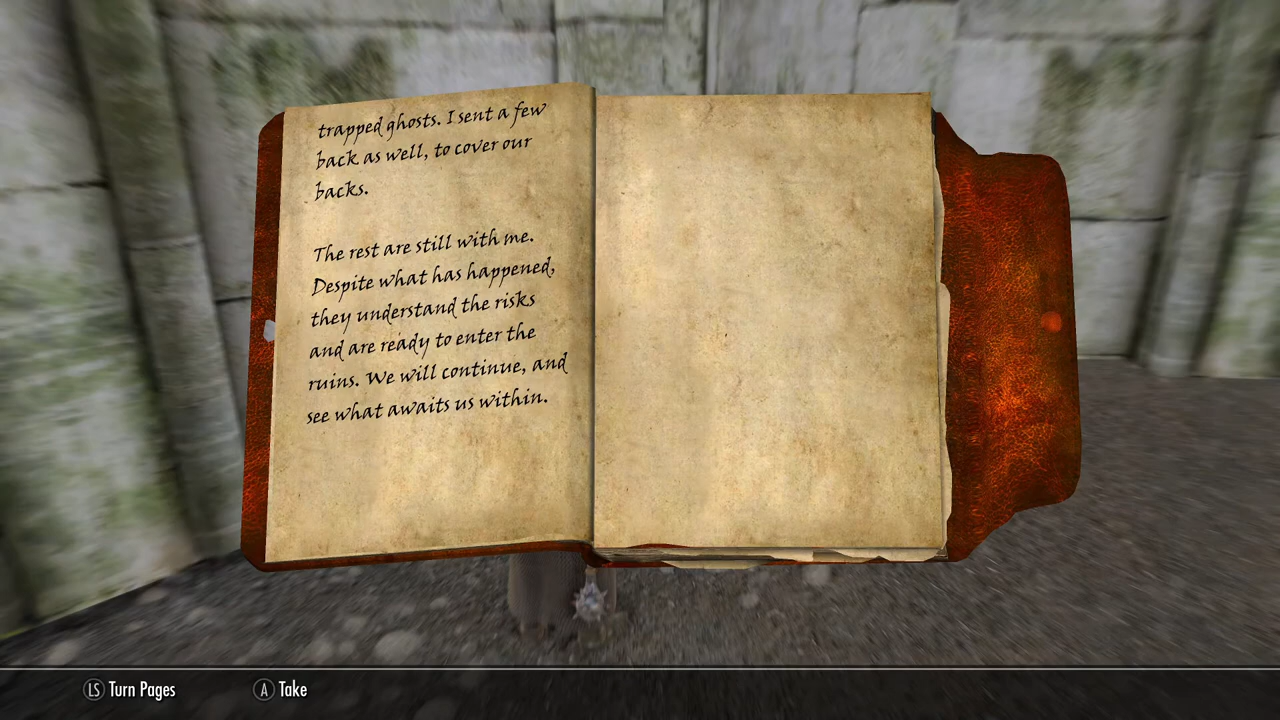 trapped ghosts. I sent a few
back as well, to cover our
backs.
The rest are still with me.
Despite what has happened,
they understand the risks
and are ready to enter the
ruins. We will continue, and
see what awaits us within.
LS Turn Pages
A Take